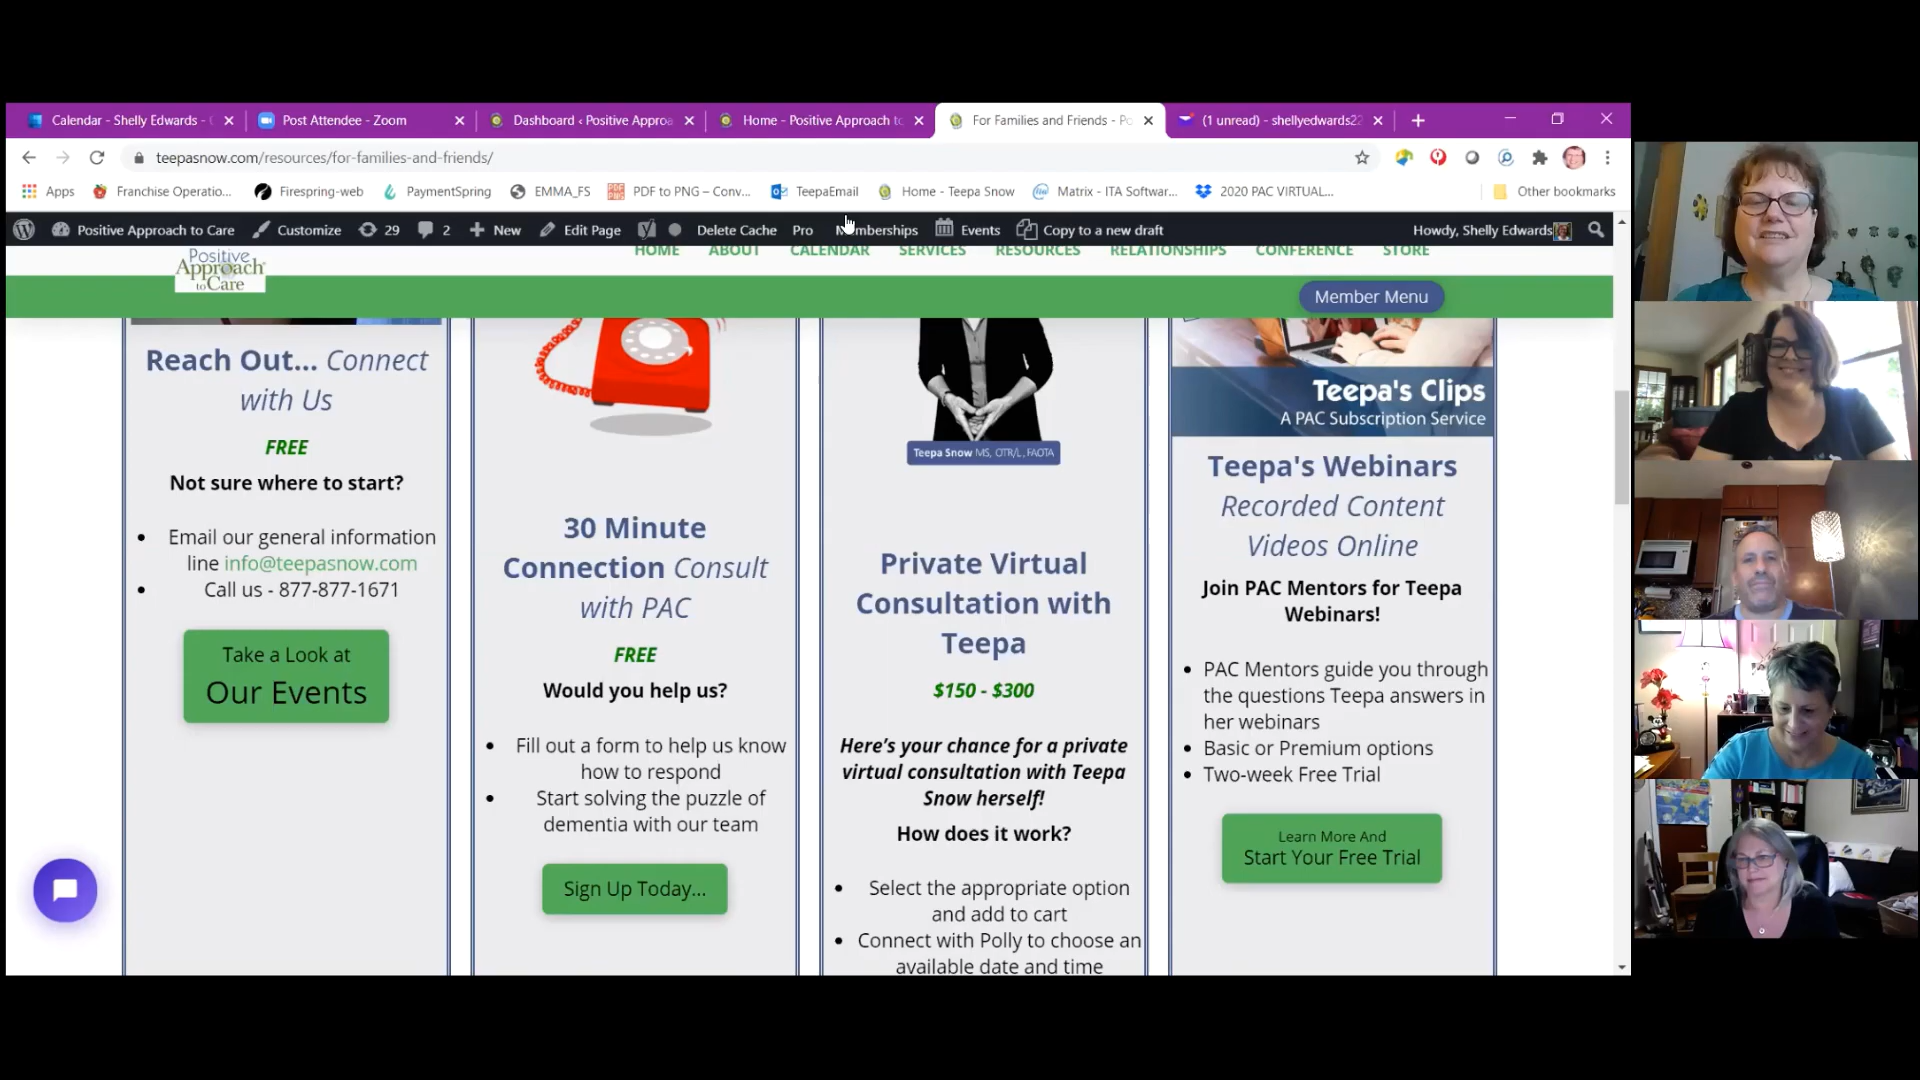 Calendar - Shelly Edwards -
Post Attendee - Zoom
Dashboard ‹ Positive Approa
Home - Positive Approach to
For Families and Friends - Po
(1 unread) - shellyedwards22
teepasnow.com/resources/for-families-and-friends/
Apps
Franchise Operatio...
Firespring-web
PaymentSpring
EMMA_FS
PDF to PNG – Conv...
TeepaEmail
Home - Teepa Snow
Matrix - ITA Softwar...
2020 PAC VIRTUAL...
Other bookmarks
Positive Approach to Care
Customize
29
2
New
Edit Page
Delete Cache
Pro
Memberships
Events
Copy to a new draft
Howdy, Shelly Edwards
Positive
Approach
to Care
HOME
ABOUT
CALENDAR
SERVICES
RESOURCES
RELATIONSHIPS
CONFERENCE
STORE
Member Menu
Reach Out... Connect
with Us
FREE
Not sure where to start?
Email our general information
line info@teepasnow.com
Call us - 877-877-1671
Take a Look at
Our Events
30 Minute
Connection Consult
with PAC
FREE
Would you help us?
Fill out a form to help us know
how to respond
Start solving the puzzle of
dementia with our team
Sign Up Today...
Teepa Snow MS, OTR/L, FAOTA
Private Virtual
Consultation with
Teepa
$150 - $300
Here's your chance for a private
virtual consultation with Teepa
Snow herself!
How does it work?
Select the appropriate option
and add to cart
Connect with Polly to choose an
available date and time
Teepa's Clips
A PAC Subscription Service
Teepa's Webinars
Recorded Content
Videos Online
Join PAC Mentors for Teepa
Webinars!
PAC Mentors guide you through
the questions Teepa answers in
her webinars
Basic or Premium options
Two-week Free Trial
Learn More And
Start Your Free Trial